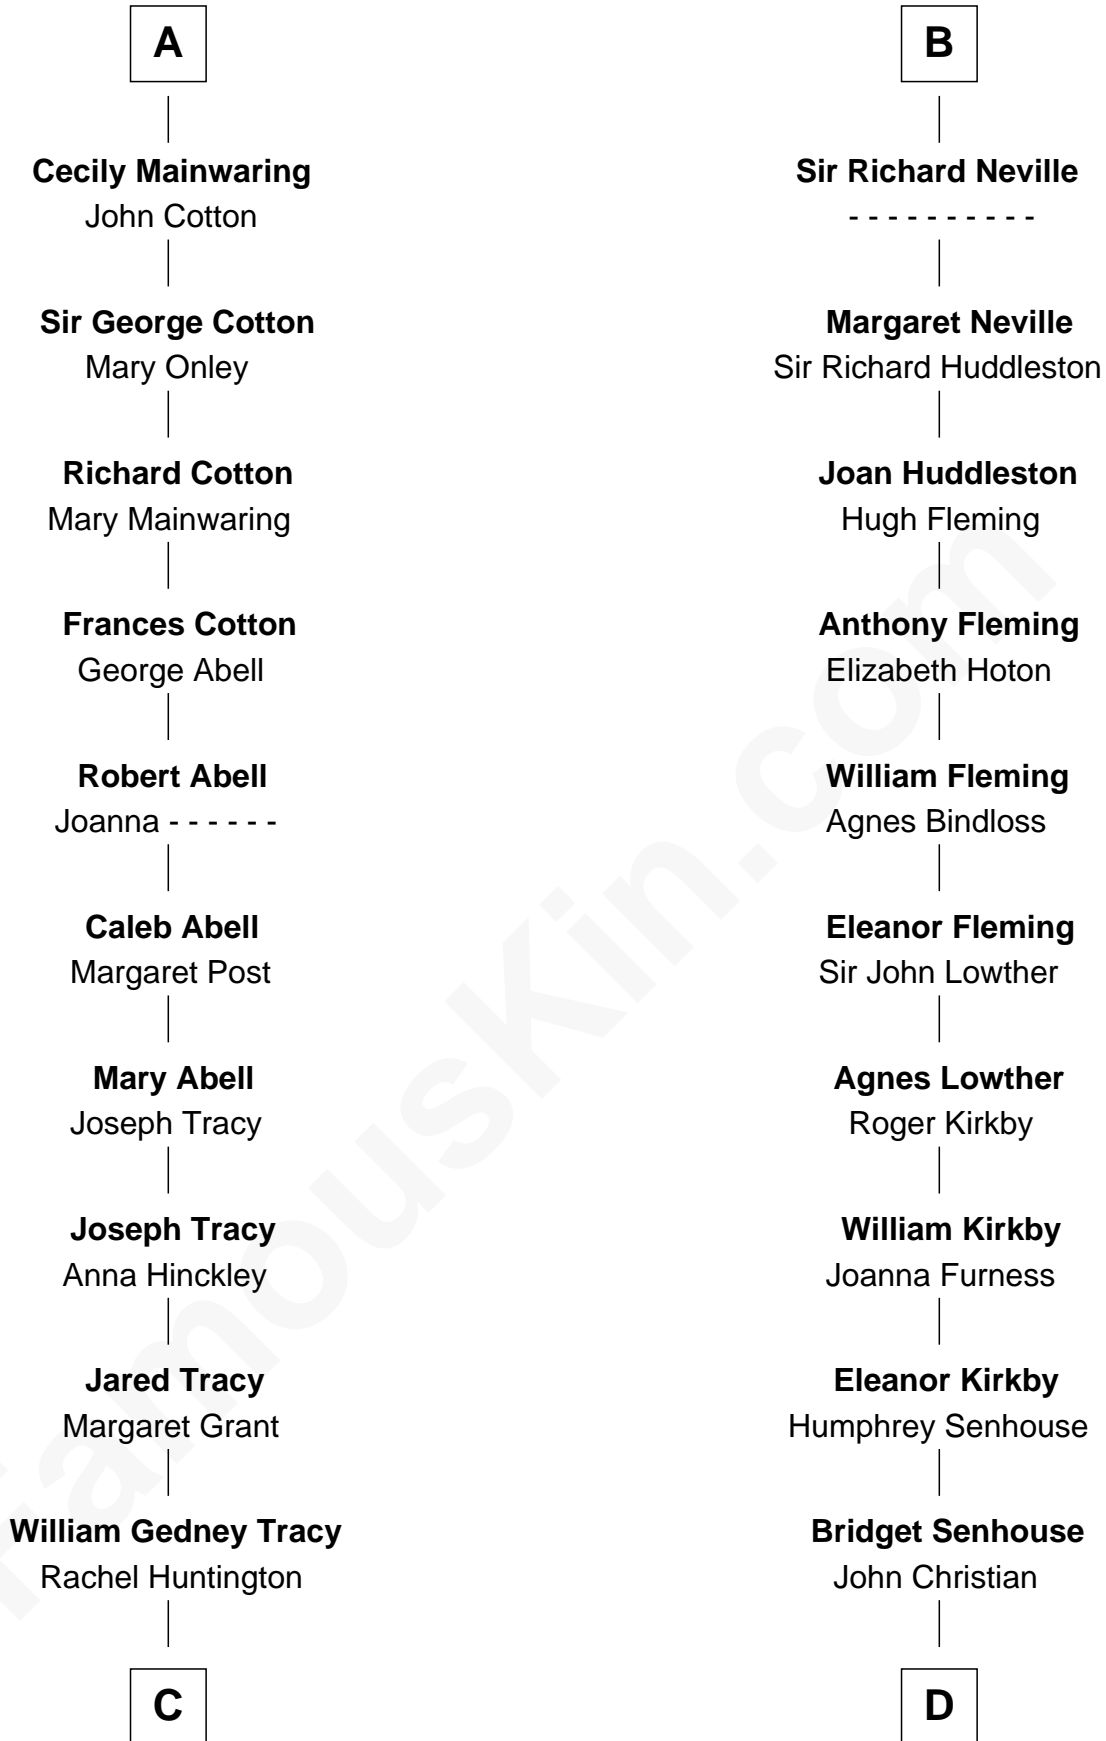 A
Cecily Mainwaring
John Cotton
Sir George Cotton
Mary Onley
Richard Cotton
Mary Mainwaring
Frances Cotton
George Abell
Robert Abell
Joanna - - - - - -
Caleb Abell
Margaret Post
Mary Abell
Joseph Tracy
Joseph Tracy
Anna Hinckley
Jared Tracy
Margaret Grant
William Gedney Tracy
Rachel Huntington
C
B
Sir Richard Neville
- - - - - - - - - -
Margaret Neville
Sir Richard Huddleston
Joan Huddleston
Hugh Fleming
Anthony Fleming
Elizabeth Hoton
William Fleming
Agnes Bindloss
Eleanor Fleming
Sir John Lowther
Agnes Lowther
Roger Kirkby
William Kirkby
Joanna Furness
Eleanor Kirkby
Humphrey Senhouse
Bridget Senhouse
John Christian
D
FamousKin.com